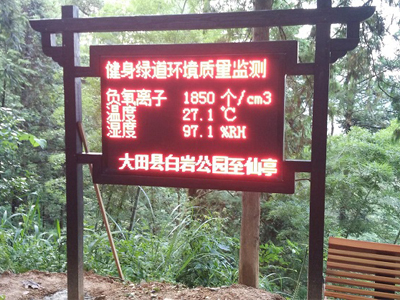 健身绿道环境质量监测
负氧离子 1850 个/cm3
温度 27.1 ℃
湿度 97.1 %RH
大田县白岩公园至仙亭